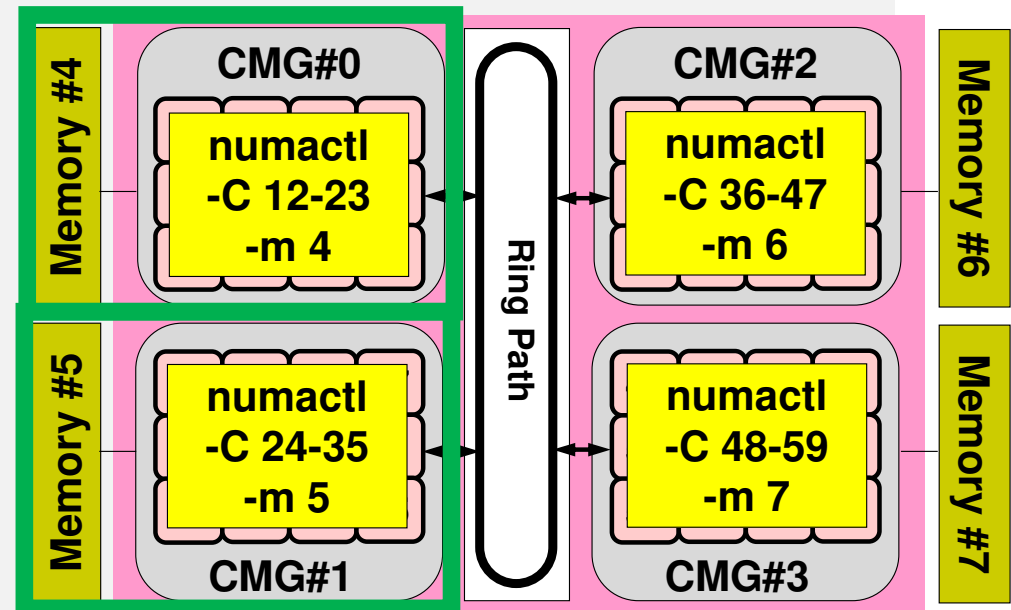 Memory #4
CMG#0
numactl
-C 12-23
-m 4
Ring Path
CMG#2
numactl
-C 36-47
-m 6
Memory #6
Memory #5
numactl
-C 24-35
-m 5
CMG#1
numactl
-C 48-59
-m 7
CMG#3
Memory #7